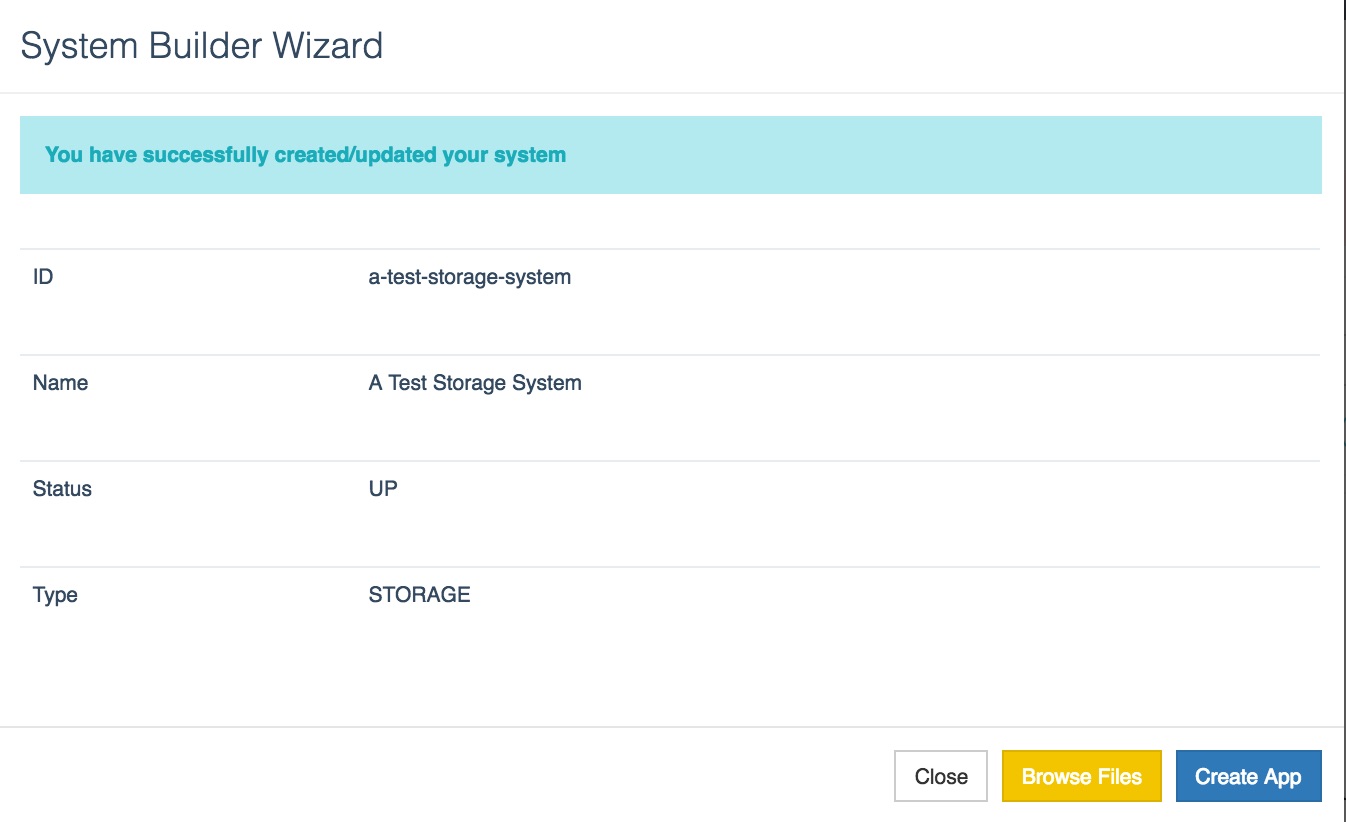 System Builder Wizard
You have successfully created/updated your system
ID a-test-storage-system
Name A Test Storage System
Status UP
Type STORAGE
Close Browse Files Create App